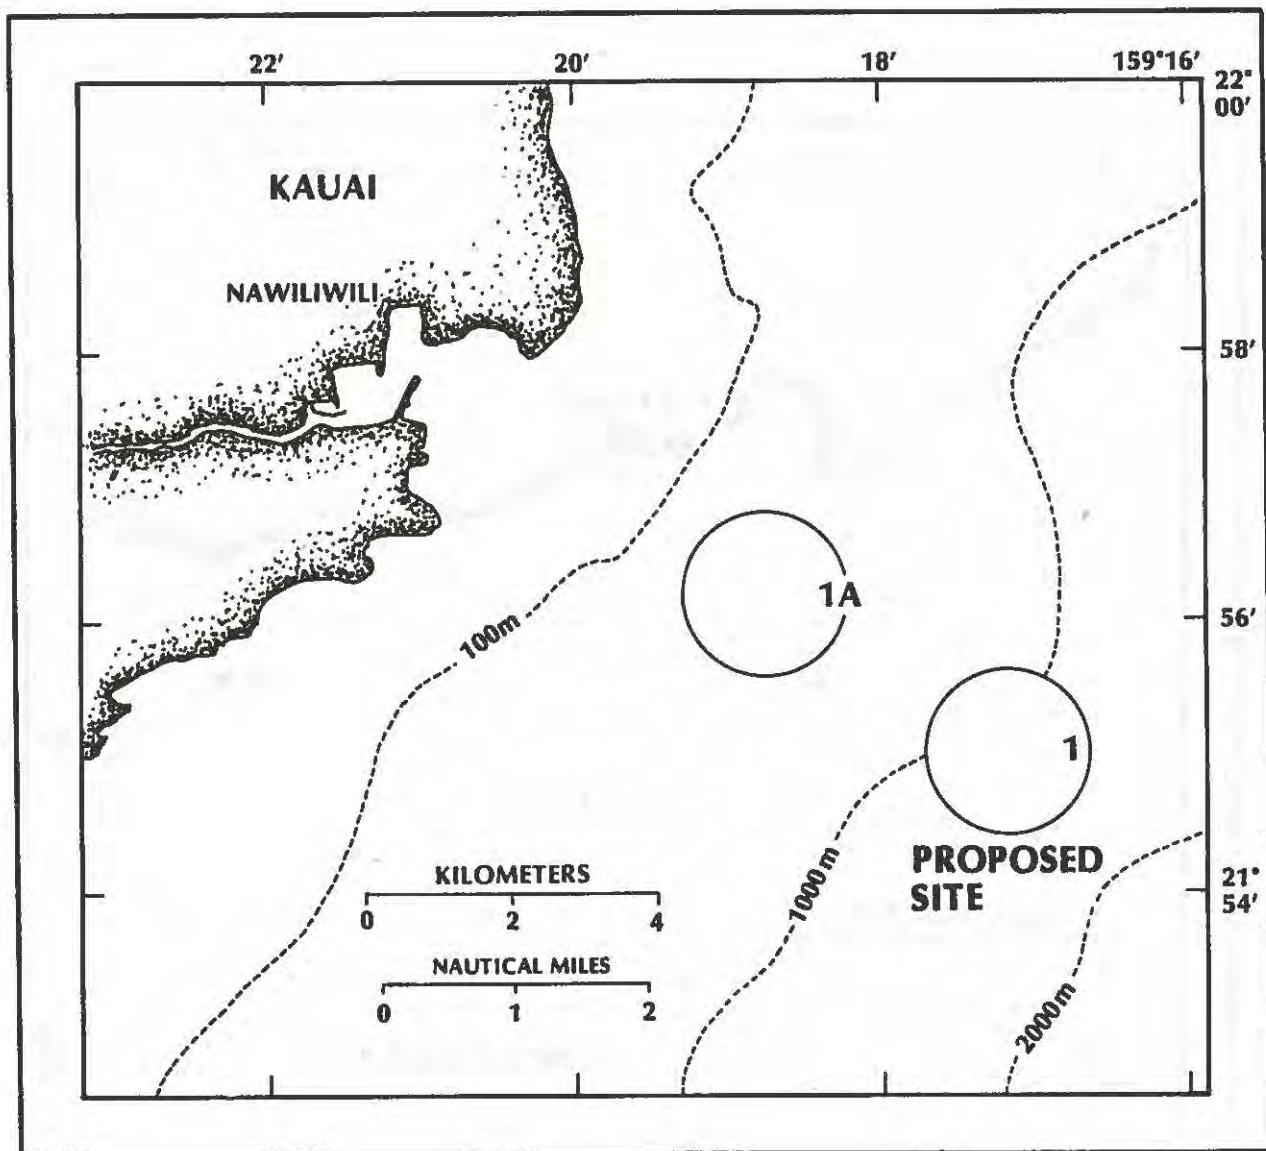 22′ 20′ 18′ 159°16′
22°
00′
KAUAI
NAWILIWILI
58′
1A
56′
100m
1
PROPOSED
SITE
1000m
21°
54′
KILOMETERS
0 2 4
NAUTICAL MILES
0 1 2
2000m